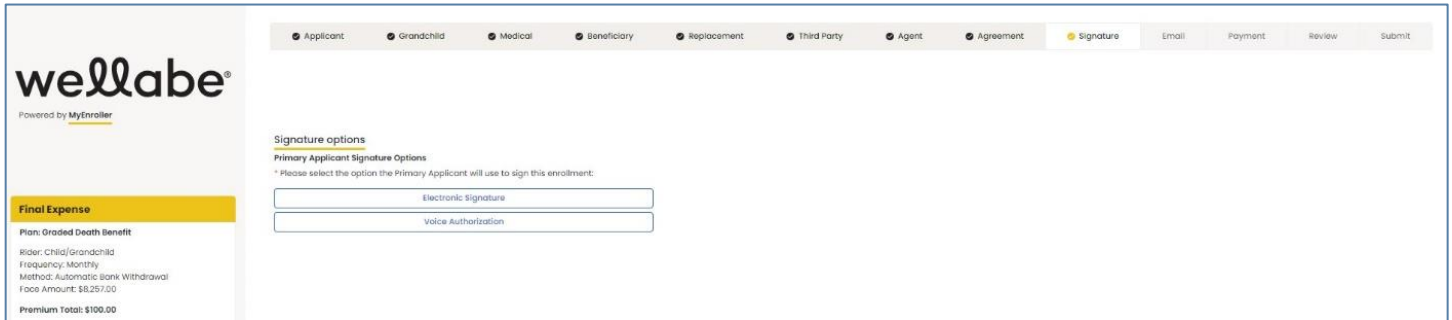 Applicant Grandchild Medical Beneficiary Replacement Third Party Agent Agreement Signature Email Payment Review Submit
wellabe®
Powered by MyEnroller
Signature options
Primary Applicant Signature Options
* Please select the option the Primary Applicant will use to sign this enrollment:
Electronic Signature
Voice Authorization
Final Expense
Plan: Graded Death Benefit
Rider: Child/Grandchild
Frequency: Monthly
Method: Automatic Bank Withdrawal
Face Amount: $8,257.00
Premium Total: $100.00